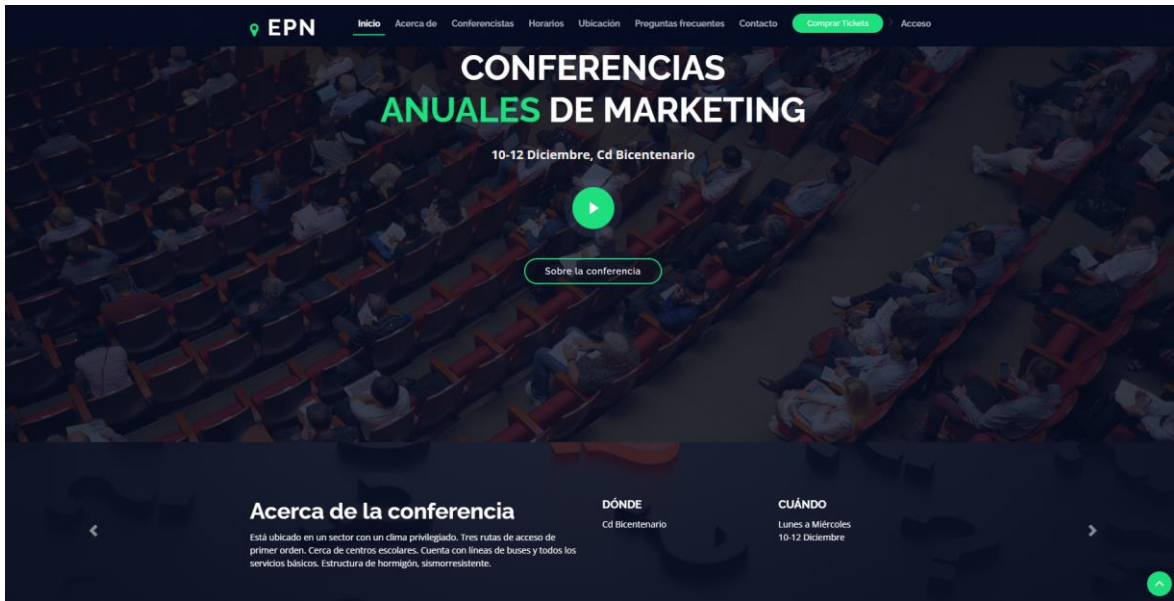 EPN
Inicio Acerca de Conferencistas Horarios Ubicación Preguntas frecuentes Contacto Comprar Tickets Acceso
CONFERENCIAS
ANUALES DE MARKETING
10-12 Diciembre, Cd Bicentenario
Sobre la conferencia
Acerca de la conferencia
Está ubicado en un sector con un clima privilegiado. Tres rutas de acceso de
primer orden. Cerca de centros escolares. Cuenta con líneas de buses y todos los
servicios básicos. Estructura de hormigón, sismorresistente.
DÓNDE
Cd Bicentenario
CUÁNDO
Lunes a Miércoles
10-12 Diciembre